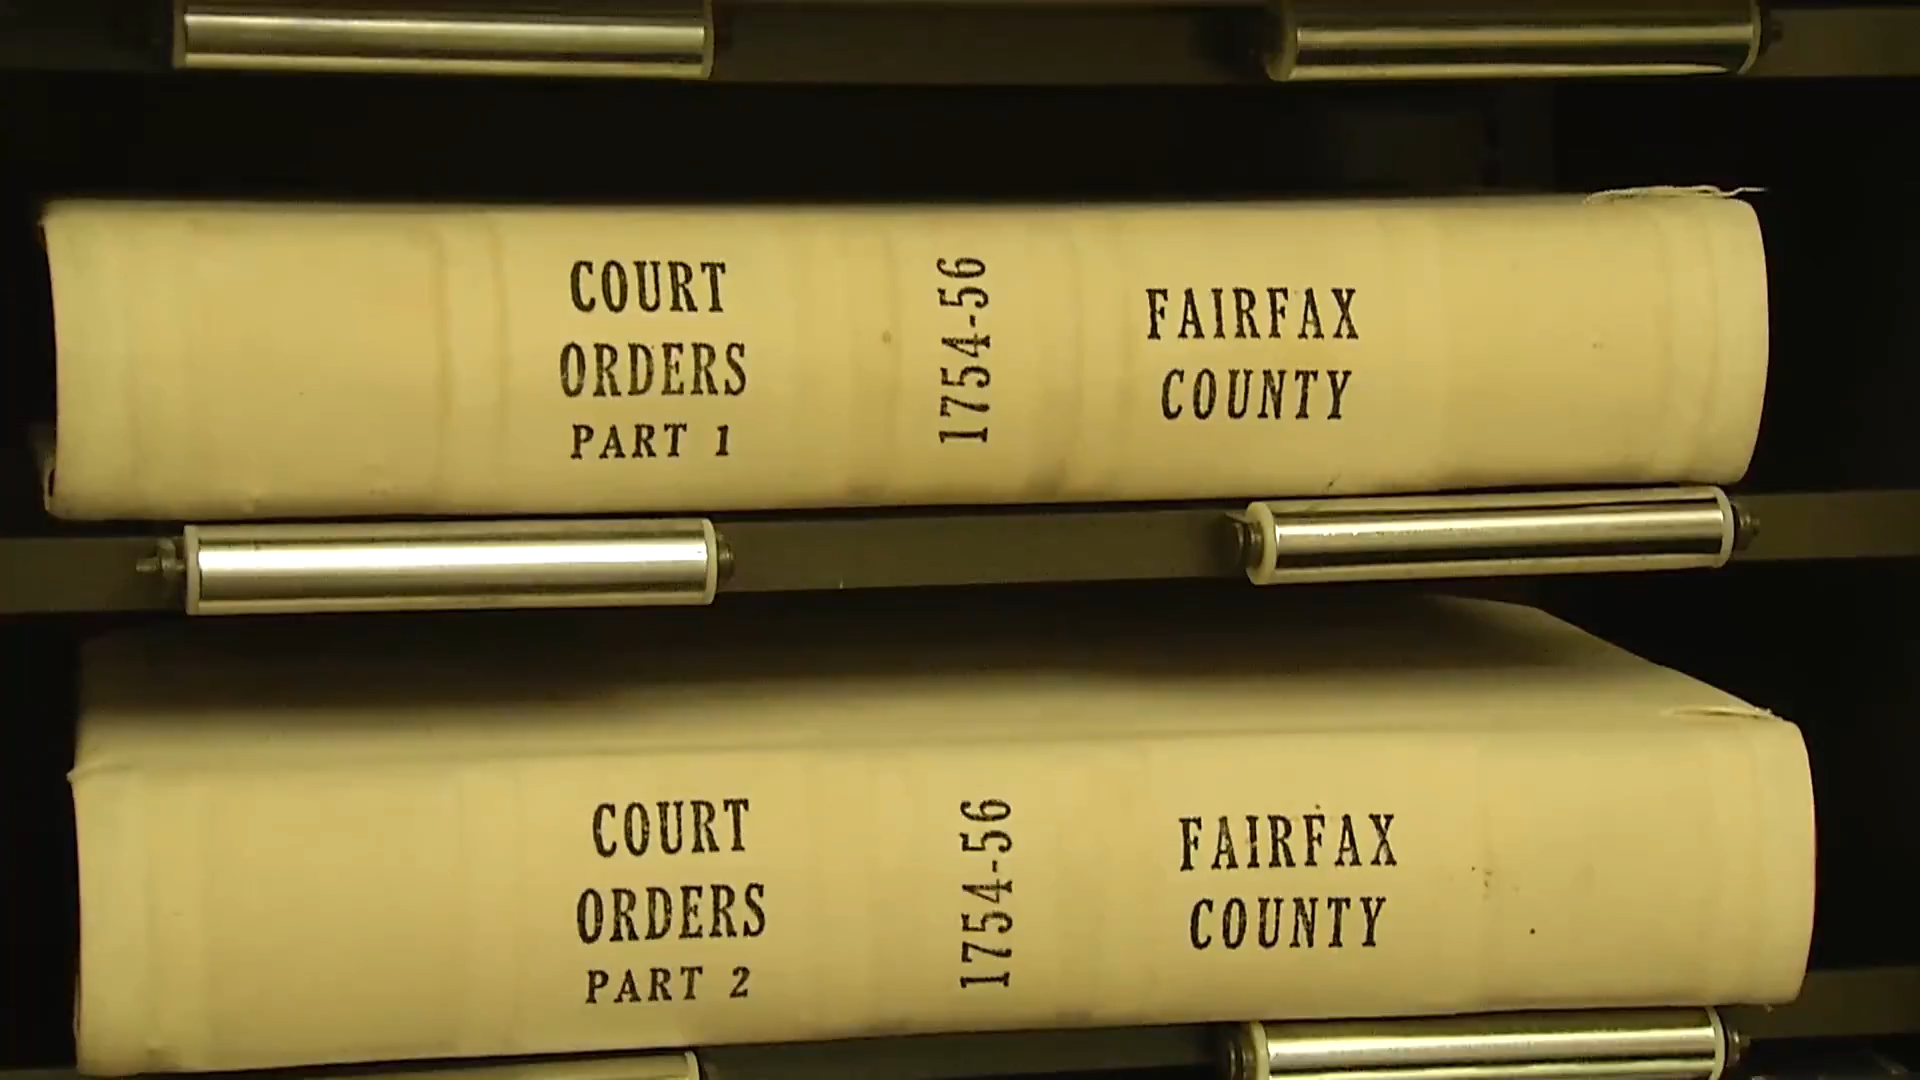 COURT
ORDERS
PART 1
1754-56
FAIRFAX
COUNTY
COURT
ORDERS
PART 2
1754-56
FAIRFAX
COUNTY